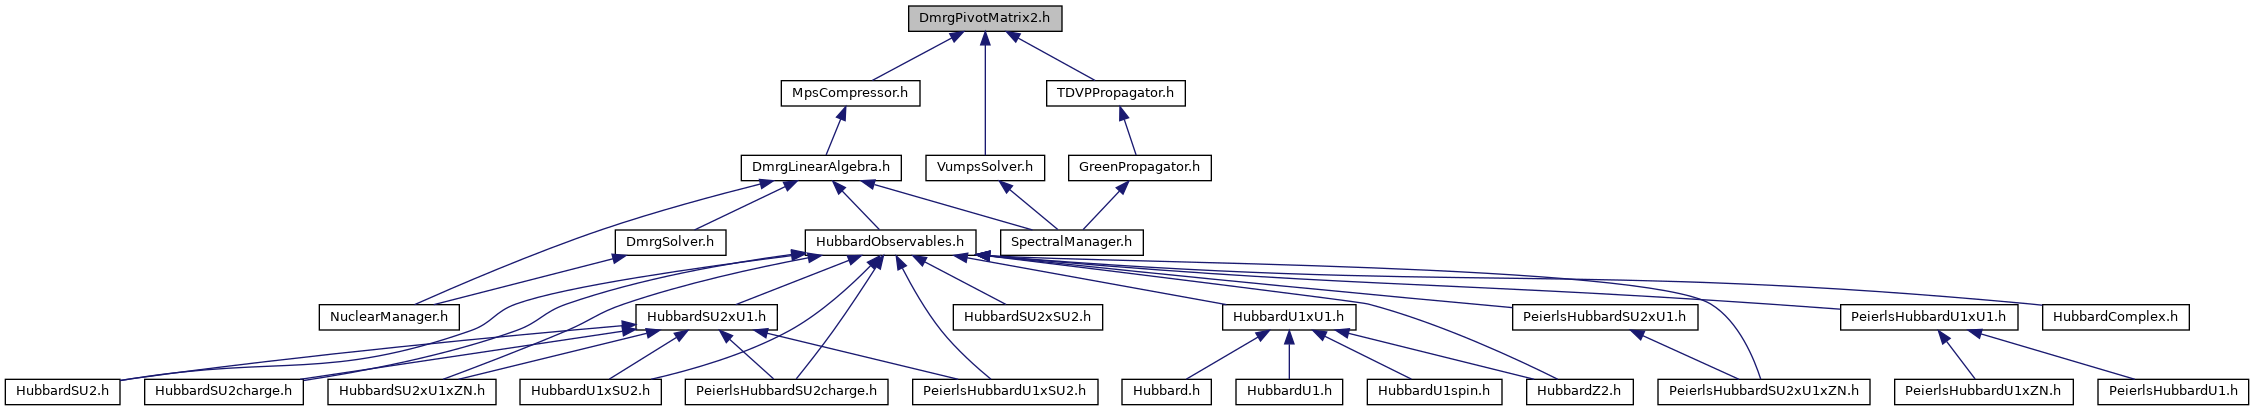 DmrgPivotMatrix2.h
MpsCompressor.h
TDVPPropagator.h
DmrgLinearAlgebra.h
VumpsSolver.h
GreenPropagator.h
DmrgSolver.h
HubbardObservables.h
SpectralManager.h
NuclearManager.h
HubbardSU2xU1.h
HubbardSU2xSU2.h
HubbardU1xU1.h
PeierlsHubbardSU2xU1.h
PeierlsHubbardU1xU1.h
HubbardComplex.h
HubbardSU2.h
HubbardSU2charge.h
HubbardSU2xU1xZN.h
HubbardU1xSU2.h
PeierlsHubbardSU2charge.h
PeierlsHubbardU1xSU2.h
Hubbard.h
HubbardU1.h
HubbardU1spin.h
HubbardZ2.h
PeierlsHubbardSU2xU1xZN.h
PeierlsHubbardU1xZN.h
PeierlsHubbardU1.h